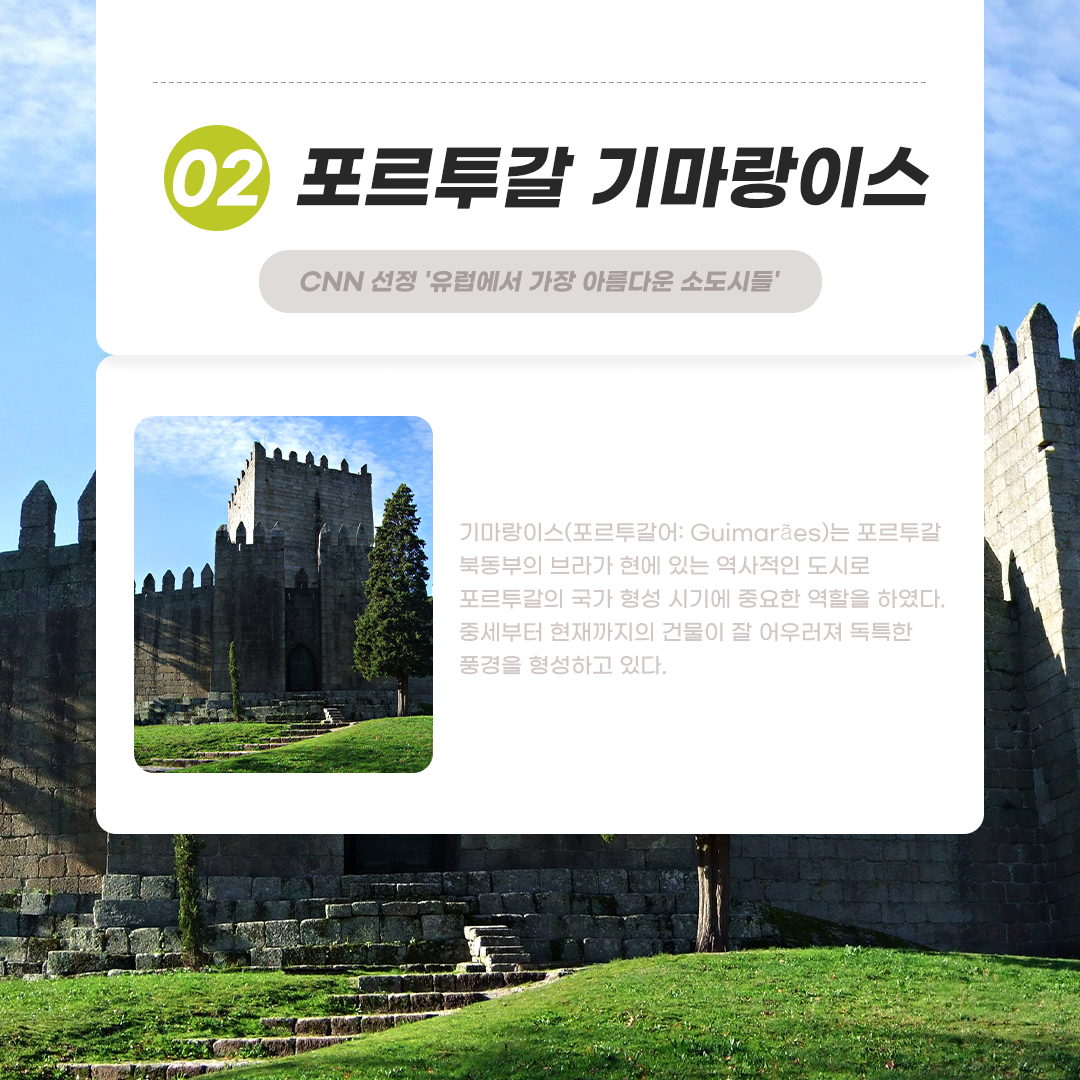 02 포르투갈 기마랑이스
CNN 선정 '유럽에서 가장 아름다운 소도시들'
기마랑이스(포르투갈어: Guimarães)는 포르투갈
북동부의 브라가 현에 있는 역사적인 도시로
포르투갈의 국가 형성 시기에 중요한 역할을 하였다.
중세부터 현재까지의 건물이 잘 어우러져 독특한
풍경을 형성하고 있다.